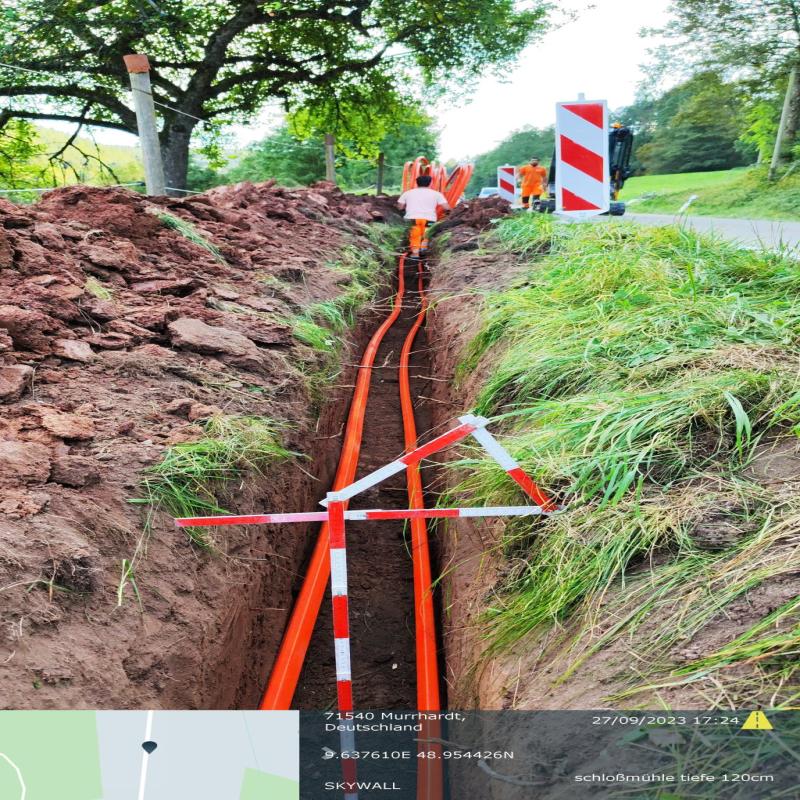 71540 Murrhardt,
Deutschland
27/09/2023 17:24
9.637610E 48.954426N
SKYWALL
schloßmühle tiefe 120cm